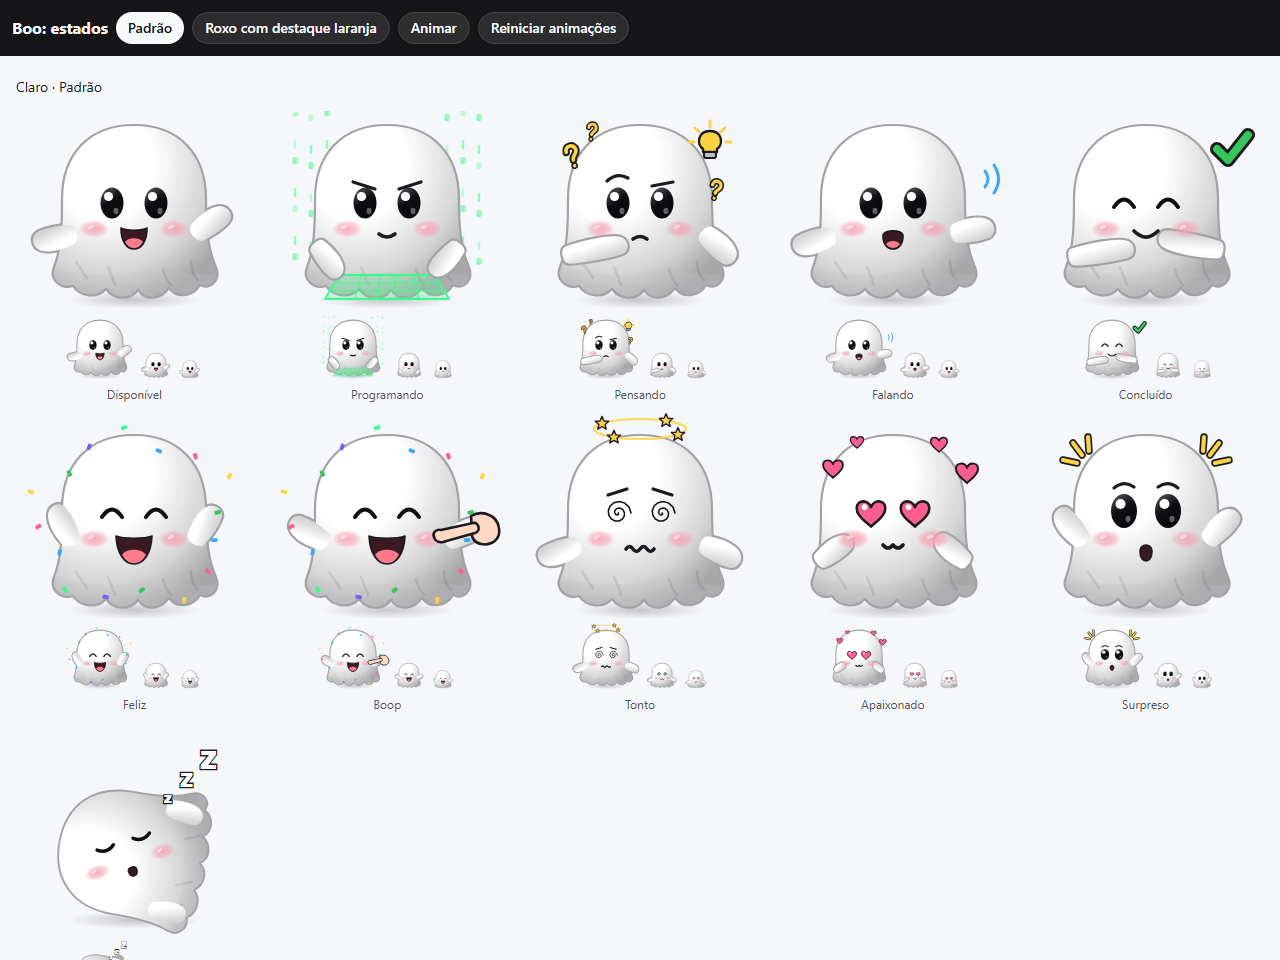 Boo: estados
Padrão
Roxo com destaque laranja
Animar
Reiniciar animações
Claro · Padrão
? ? ?
Disponível
Programando
Pensando
Falando
Concluído
Feliz
Boop
Tonto
Apaixonado
Surpreso
z z z